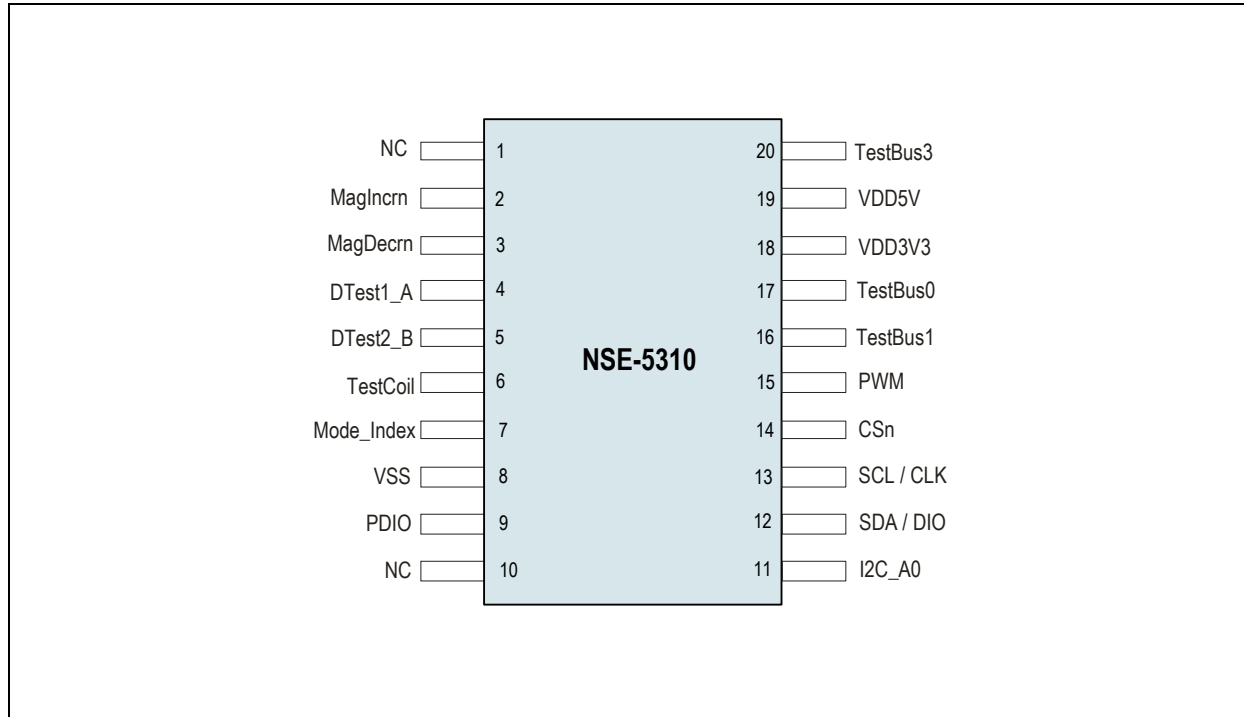 NC 1
MagIncrn 2
MagDecrn 3
DTest1_A 4
DTest2_B 5
TestCoil 6
Mode_Index 7
VSS 8
PDIO 9
NC 10
NSE-5310
20 TestBus3
19 VDD5V
18 VDD3V3
17 TestBus0
16 TestBus1
15 PWM
14 CSn
13 SCL / CLK
12 SDA / DIO
11 I2C_A0